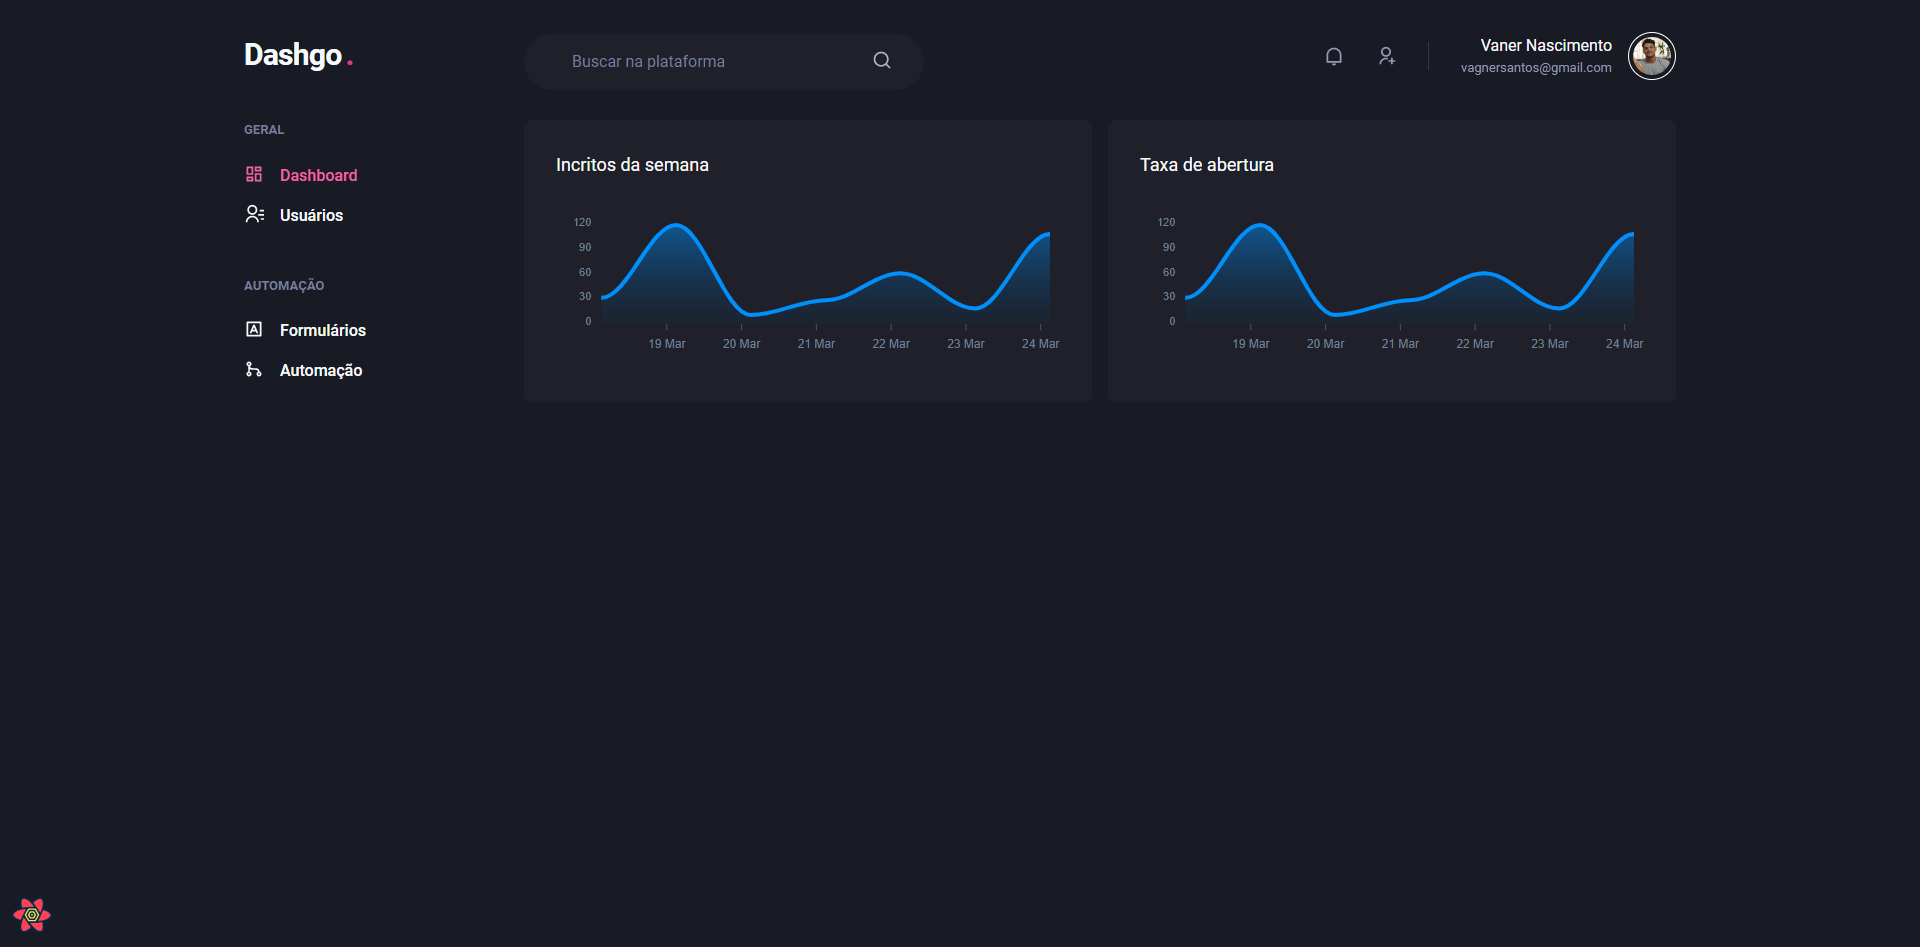 Dashgo.
Buscar na plataforma
Vaner Nascimento
vagnersantos@gmail.com
GERAL
Dashboard
Usuários
AUTOMAÇÃO
Formulários
Automação
Incritos da semana
120
90
60
30
0
19 Mar 20 Mar 21 Mar 22 Mar 23 Mar 24 Mar
Taxa de abertura
120
90
60
30
0
19 Mar 20 Mar 21 Mar 22 Mar 23 Mar 24 Mar